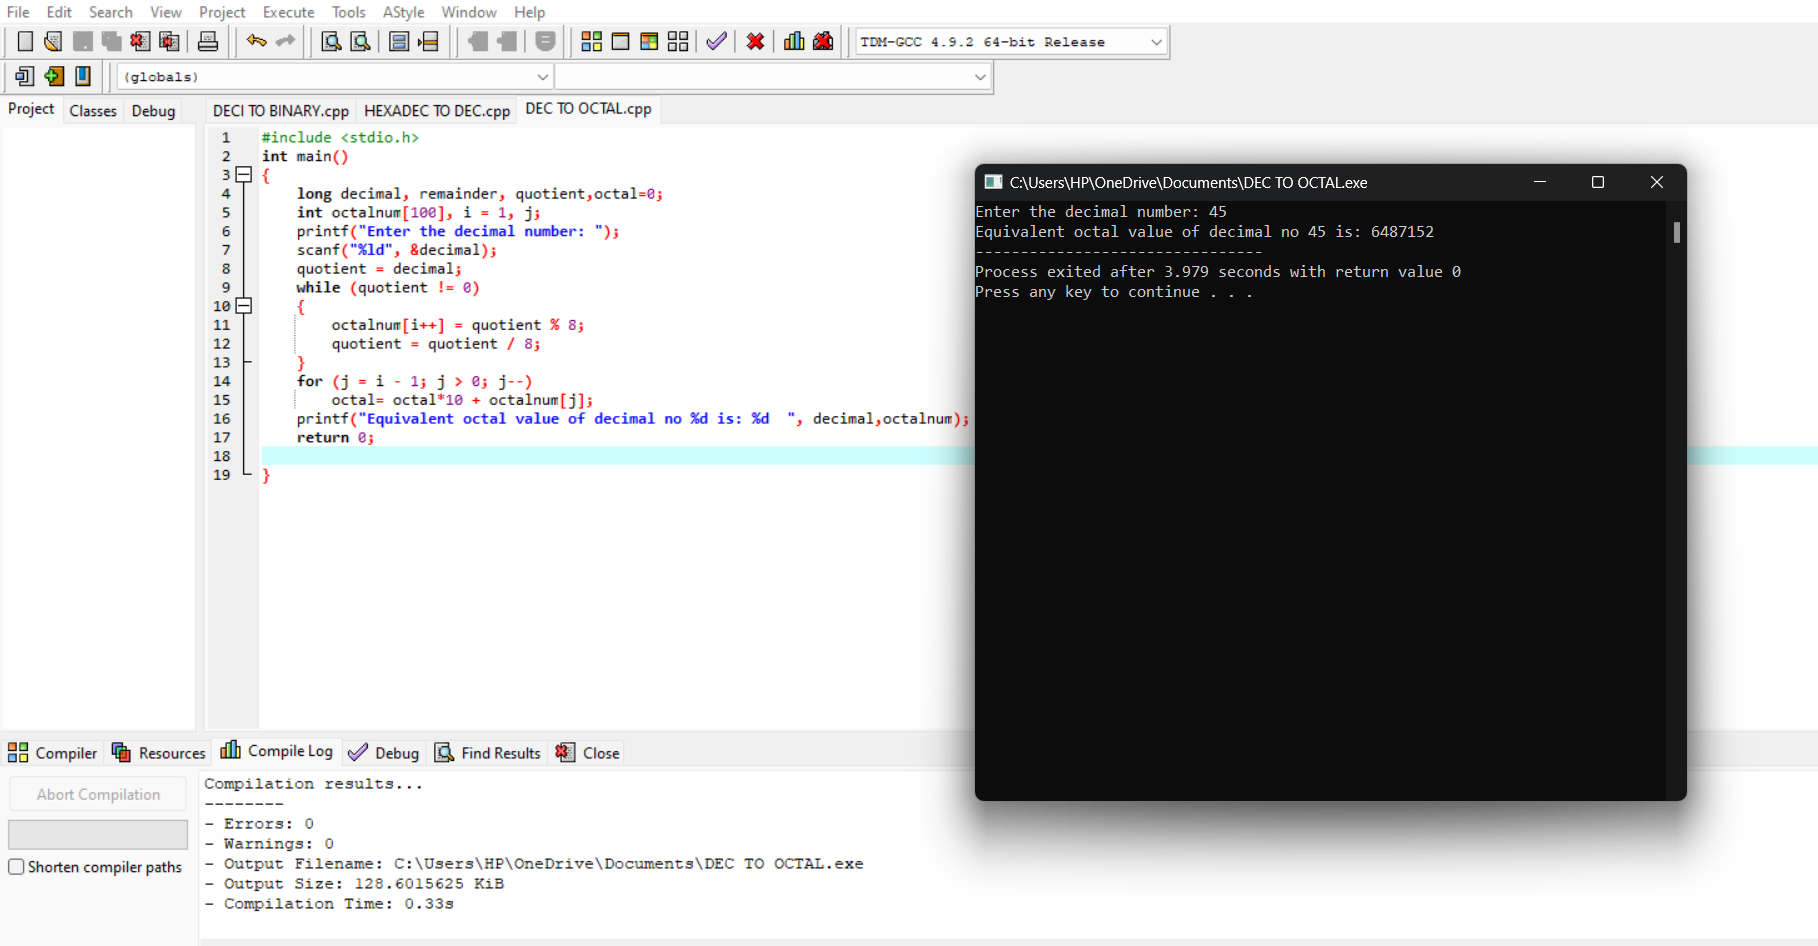 File Edit Search View Project Execute Tools AStyle Window Help
TDM-GCC 4.9.2 64-bit Release
(globals)
Project Classes Debug
DECI TO BINARY.cpp HEXADEC TO DEC.cpp DEC TO OCTAL.cpp
1 #include <stdio.h>
2 int main()
3 {
4 long decimal, remainder, quotient,octal=0;
5 int octalnum[100], i = 1, j;
6 printf("Enter the decimal number: ");
7 scanf("%ld", &decimal);
8 quotient = decimal;
9 while (quotient != 0)
10 {
11 octalnum[i++] = quotient % 8;
12 quotient = quotient / 8;
13 }
14 for (j = i - 1; j > 0; j--)
15 octal= octal*10 + octalnum[j];
16 printf("Equivalent octal value of decimal no %d is: %d  ", decimal,octalnum);
17 return 0;
18
19 }
C:\Users\HP\OneDrive\Documents\DEC TO OCTAL.exe
Enter the decimal number: 45
Equivalent octal value of decimal no 45 is: 6487152
--------------------------------
Process exited after 3.979 seconds with return value 0
Press any key to continue . . .
Compiler Resources Compile Log Debug Find Results Close
Abort Compilation
Shorten compiler paths
Compilation results...
--------
- Errors: 0
- Warnings: 0
- Output Filename: C:\Users\HP\OneDrive\Documents\DEC TO OCTAL.exe
- Output Size: 128.6015625 KiB
- Compilation Time: 0.33s